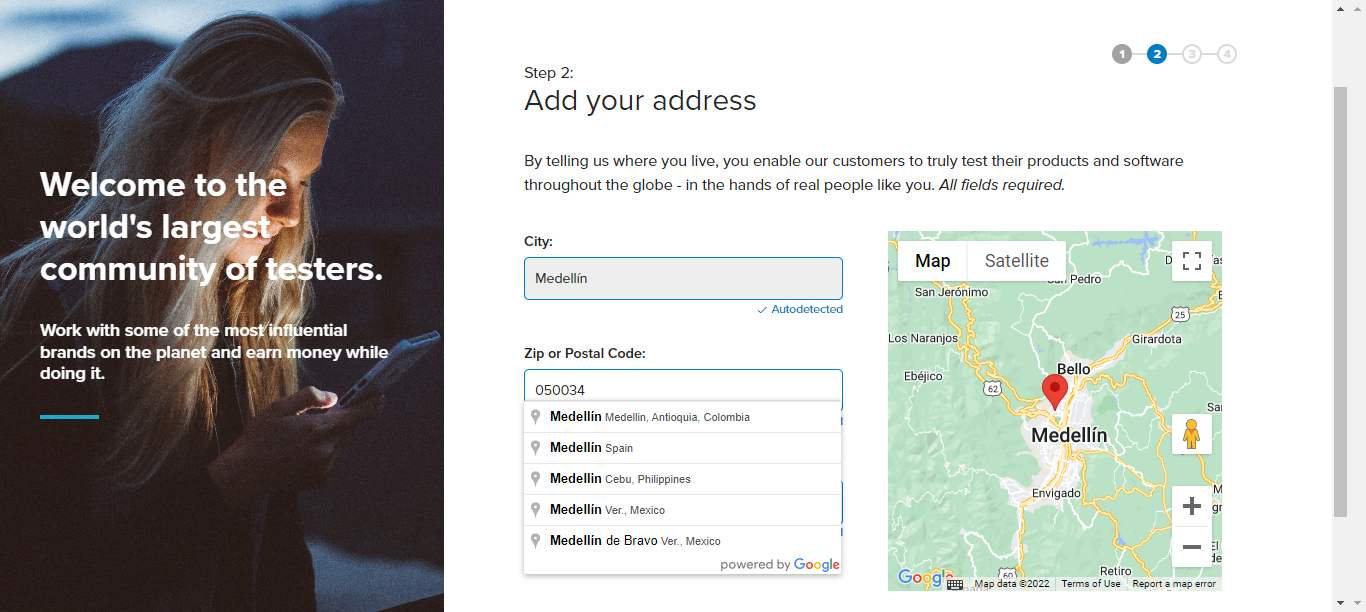 Welcome to the
world's largest
community of testers.
Work with some of the most influential
brands on the planet and earn money while
doing it.
1 2 3 4
Step 2:
Add your address
By telling us where you live, you enable our customers to truly test their products and software
throughout the globe - in the hands of real people like you. All fields required.
City:
Medellín
Autodetected
Zip or Postal Code:
050034
Medellín Medellin, Antioquia, Colombia
Medellín Spain
Medellin Cebu, Philippines
Medellín Ver., Mexico
Medellín de Bravo Ver., Mexico
powered by Google
Map Satellite
San Pedro
San Jerónimo
25
Los Naranjos
Girardota
Ebéjico
Bello
62
Medellín
Envigado
60
Retiro
Google
Map data ©2022 Terms of Use Report a map error